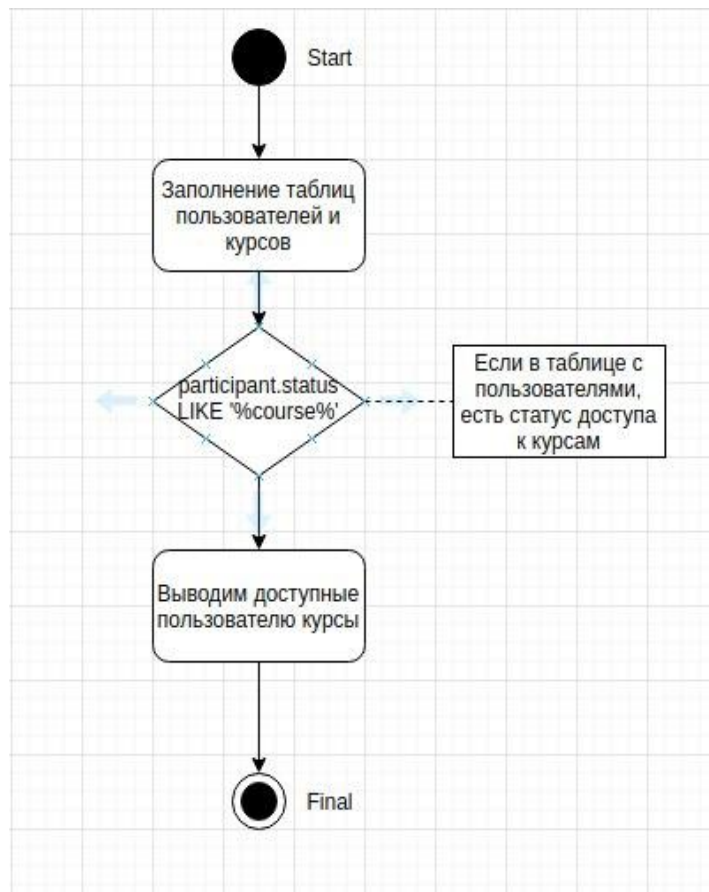 Start
Заполнение таблиц
пользователей и
курсов
participant.status
LIKE '%course%'
Если в таблице с
пользователями,
есть статус доступа
к курсам
Выводим доступные
пользователю курсы
Final